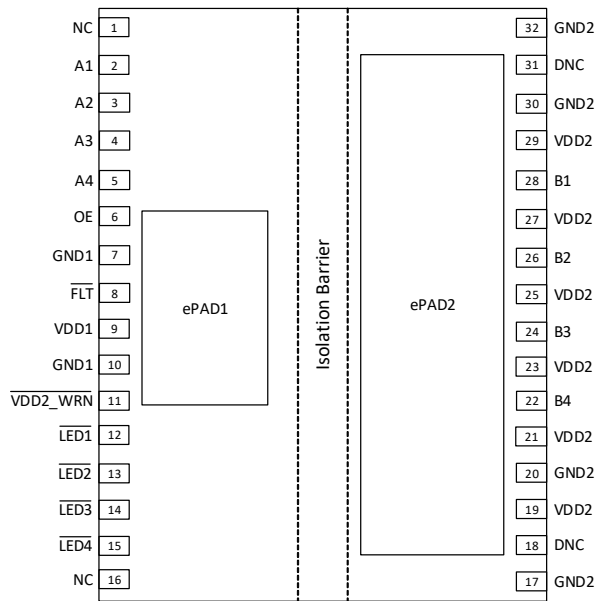 NC 1
A1 2
A2 3
A3 4
A4 5
OE 6
GND1 7
FLT 8
VDD1 9
GND1 10
VDD2_WRN 11
LED1 12
LED2 13
LED3 14
LED4 15
NC 16
ePAD1
Isolation Barrier
ePAD2
32 GND2
31 DNC
30 GND2
29 VDD2
28 B1
27 VDD2
26 B2
25 VDD2
24 B3
23 VDD2
22 B4
21 VDD2
20 GND2
19 VDD2
18 DNC
17 GND2